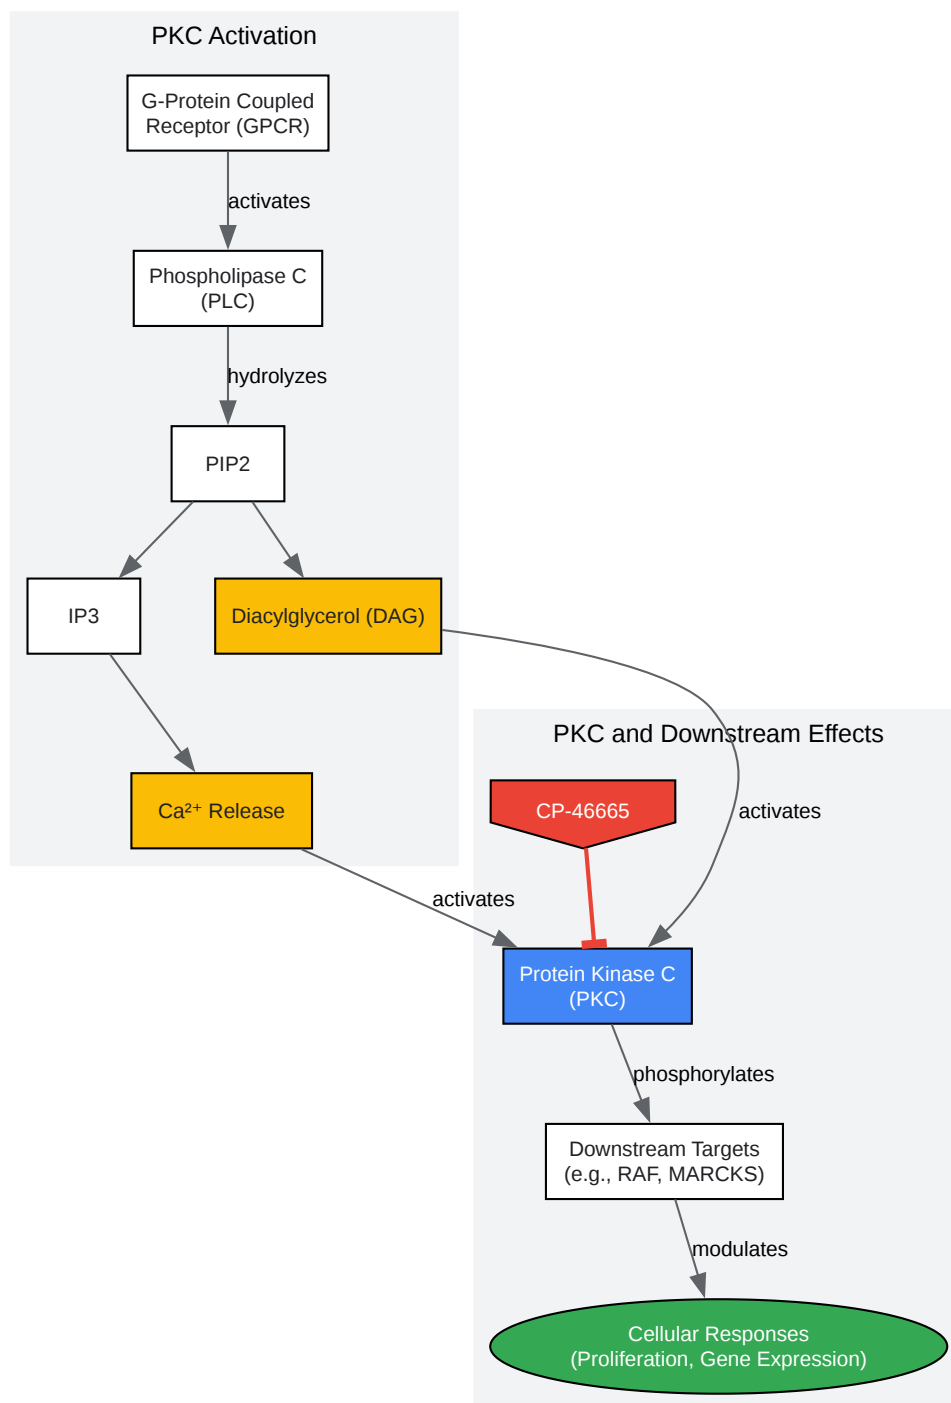 PKC Activation
G-Protein Coupled
Receptor (GPCR)
activates
Phospholipase C
(PLC)
hydrolyzes
PIP2
IP3
Diacylglycerol (DAG)
Ca²⁺ Release
activates
PKC and Downstream Effects
CP-46665
activates
Protein Kinase C
(PKC)
phosphorylates
Downstream Targets
(e.g., RAF, MARCKS)
modulates
Cellular Responses
(Proliferation, Gene Expression)